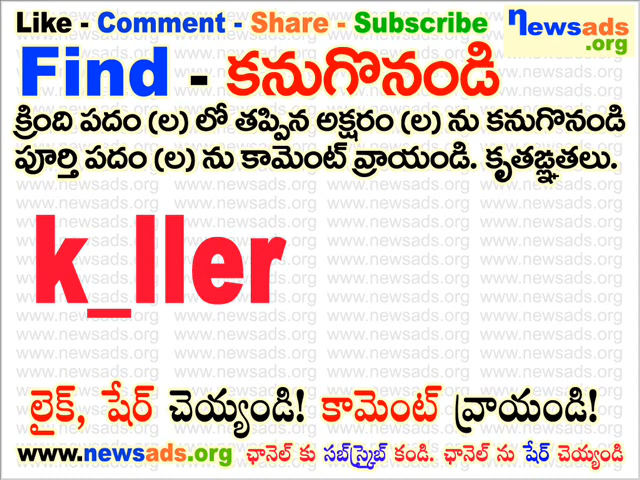 Like - Comment - Share - Subscribe
newsads
.org
Find - కనుగొనండి
క్రింది పదం (ల) లో తప్పిన అక్షరం (ల) ను కనుగొనండి
పూర్తి పదం (ల) ను కామెంట్ వ్రాయండి. కృతఙ్ఞతలు.
k_ller
లైక్, షేర్ చెయ్యండి! కామెంట్ వ్రాయండి!
www.newsads.org ఛానెల్ కు సబ్‌స్క్రైబ్ కండి. ఛానెల్ ను షేర్ చెయ్యండి